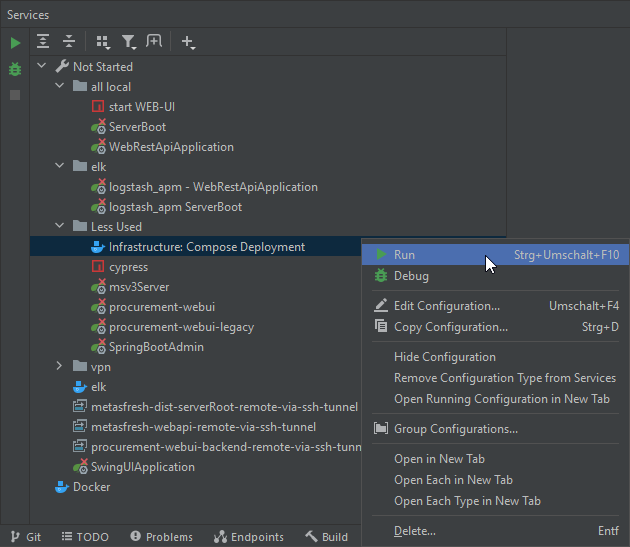 Services
Not Started
all local
start WEB-UI
ServerBoot
WebRestApiApplication
elk
logstash_apm - WebRestApiApplication
logstash_apm ServerBoot
Less Used
Infrastructure: Compose Deployment
cypress
msv3Server
procurement-webui
procurement-webui-legacy
SpringBootAdmin
vpn
elk
metasfresh-dist-serverRoot-remote-via-ssh-tunnel
metasfresh-webapi-remote-via-ssh-tunnel
procurement-webui-backend-remote-via-ssh-tunn
SwingUIApplication
Docker
Run Strg+Umschalt+F10
Debug
Edit Configuration... Umschalt+F4
Copy Configuration... Strg+D
Hide Configuration
Remove Configuration Type from Services
Open Running Configuration in New Tab
Group Configurations...
Open in New Tab
Open Each in New Tab
Open Each Type in New Tab
Delete... Entf
Git TODO Problems Endpoints Build